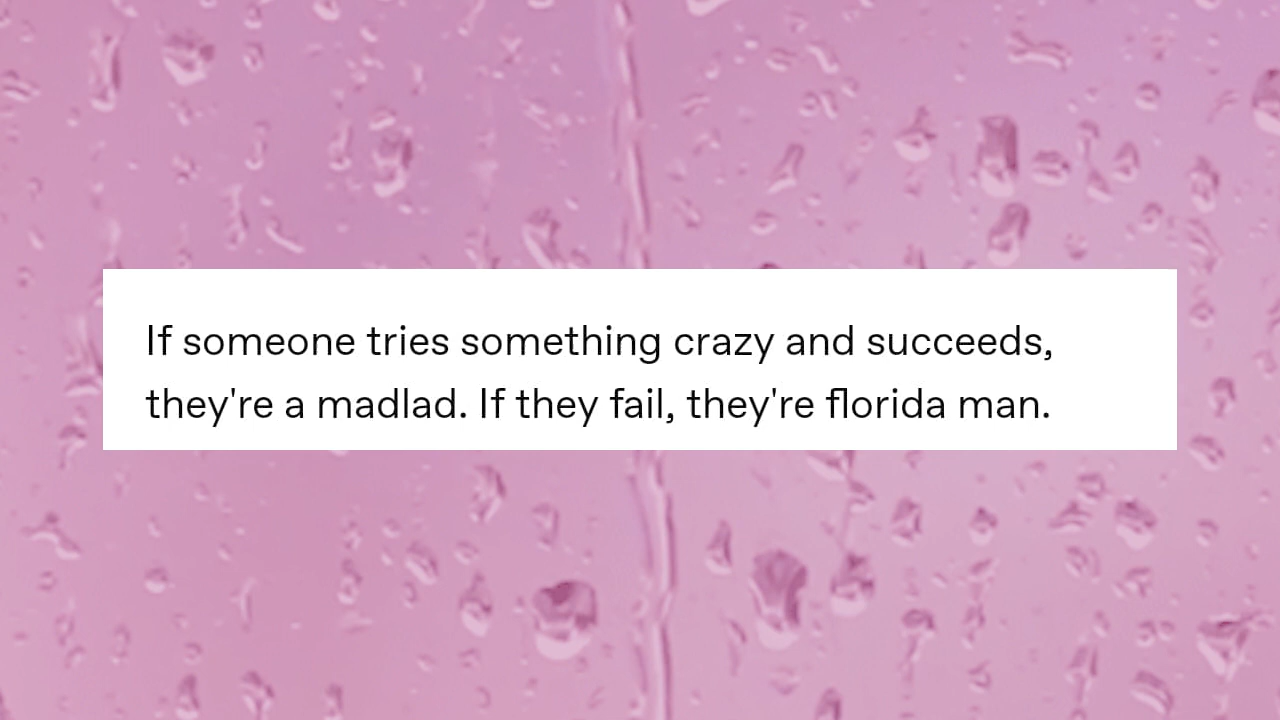 If someone tries something crazy and succeeds,
they're a madlad. If they fail, they're florida man.